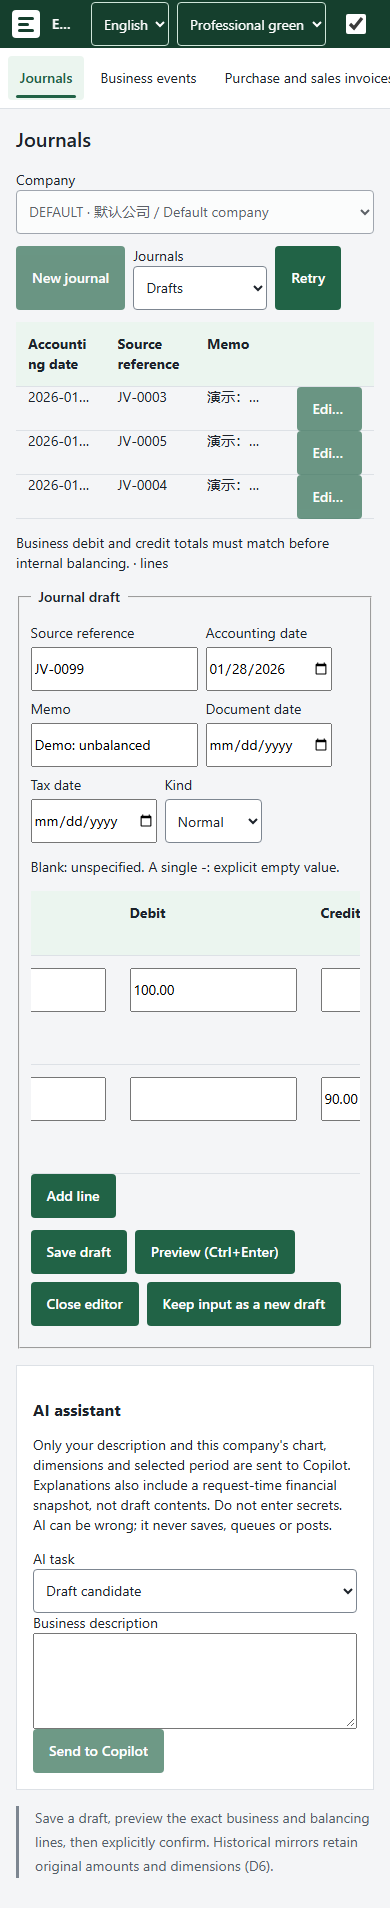 E...
English
Professional green
Journals
Business events
Purchase and sales invoices
Journals
Company
DEFAULT · 默认公司 / Default company
New journal
Journals
Drafts
Retry
Accounti
ng date
Source
reference
Memo
2026-01...
JV-0003
演示：...
Edi...
2026-01...
JV-0005
演示：...
Edi...
2026-01...
JV-0004
演示：...
Edi...
Business debit and credit totals must match before
internal balancing. · lines
Journal draft
Source reference
Accounting date
JV-0099
01/28/2026
Memo
Document date
Demo: unbalanced
mm/dd/yyyy
Tax date
Kind
mm/dd/yyyy
Normal
Blank: unspecified. A single -: explicit empty value.
Debit
Credit
100.00
90.00
Add line
Save draft
Preview (Ctrl+Enter)
Close editor
Keep input as a new draft
AI assistant
Only your description and this company's chart,
dimensions and selected period are sent to Copilot.
Explanations also include a request-time financial
snapshot, not draft contents. Do not enter secrets.
AI can be wrong; it never saves, queues or posts.
AI task
Draft candidate
Business description
Send to Copilot
Save a draft, preview the exact business and balancing
lines, then explicitly confirm. Historical mirrors retain
original amounts and dimensions (D6).